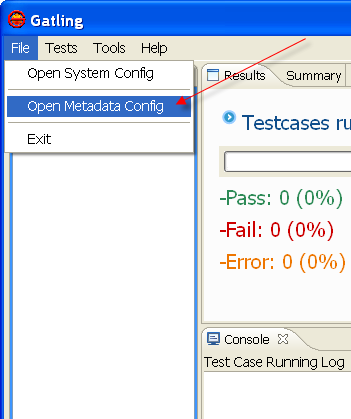 Gatling
File Tests Tools Help
Open System Config
Open Metadata Config
Exit
Results Summary
Testcases ru
-Pass: 0 (0%)
-Fail: 0 (0%)
-Error: 0 (0%)
Console
Test Case Running Log